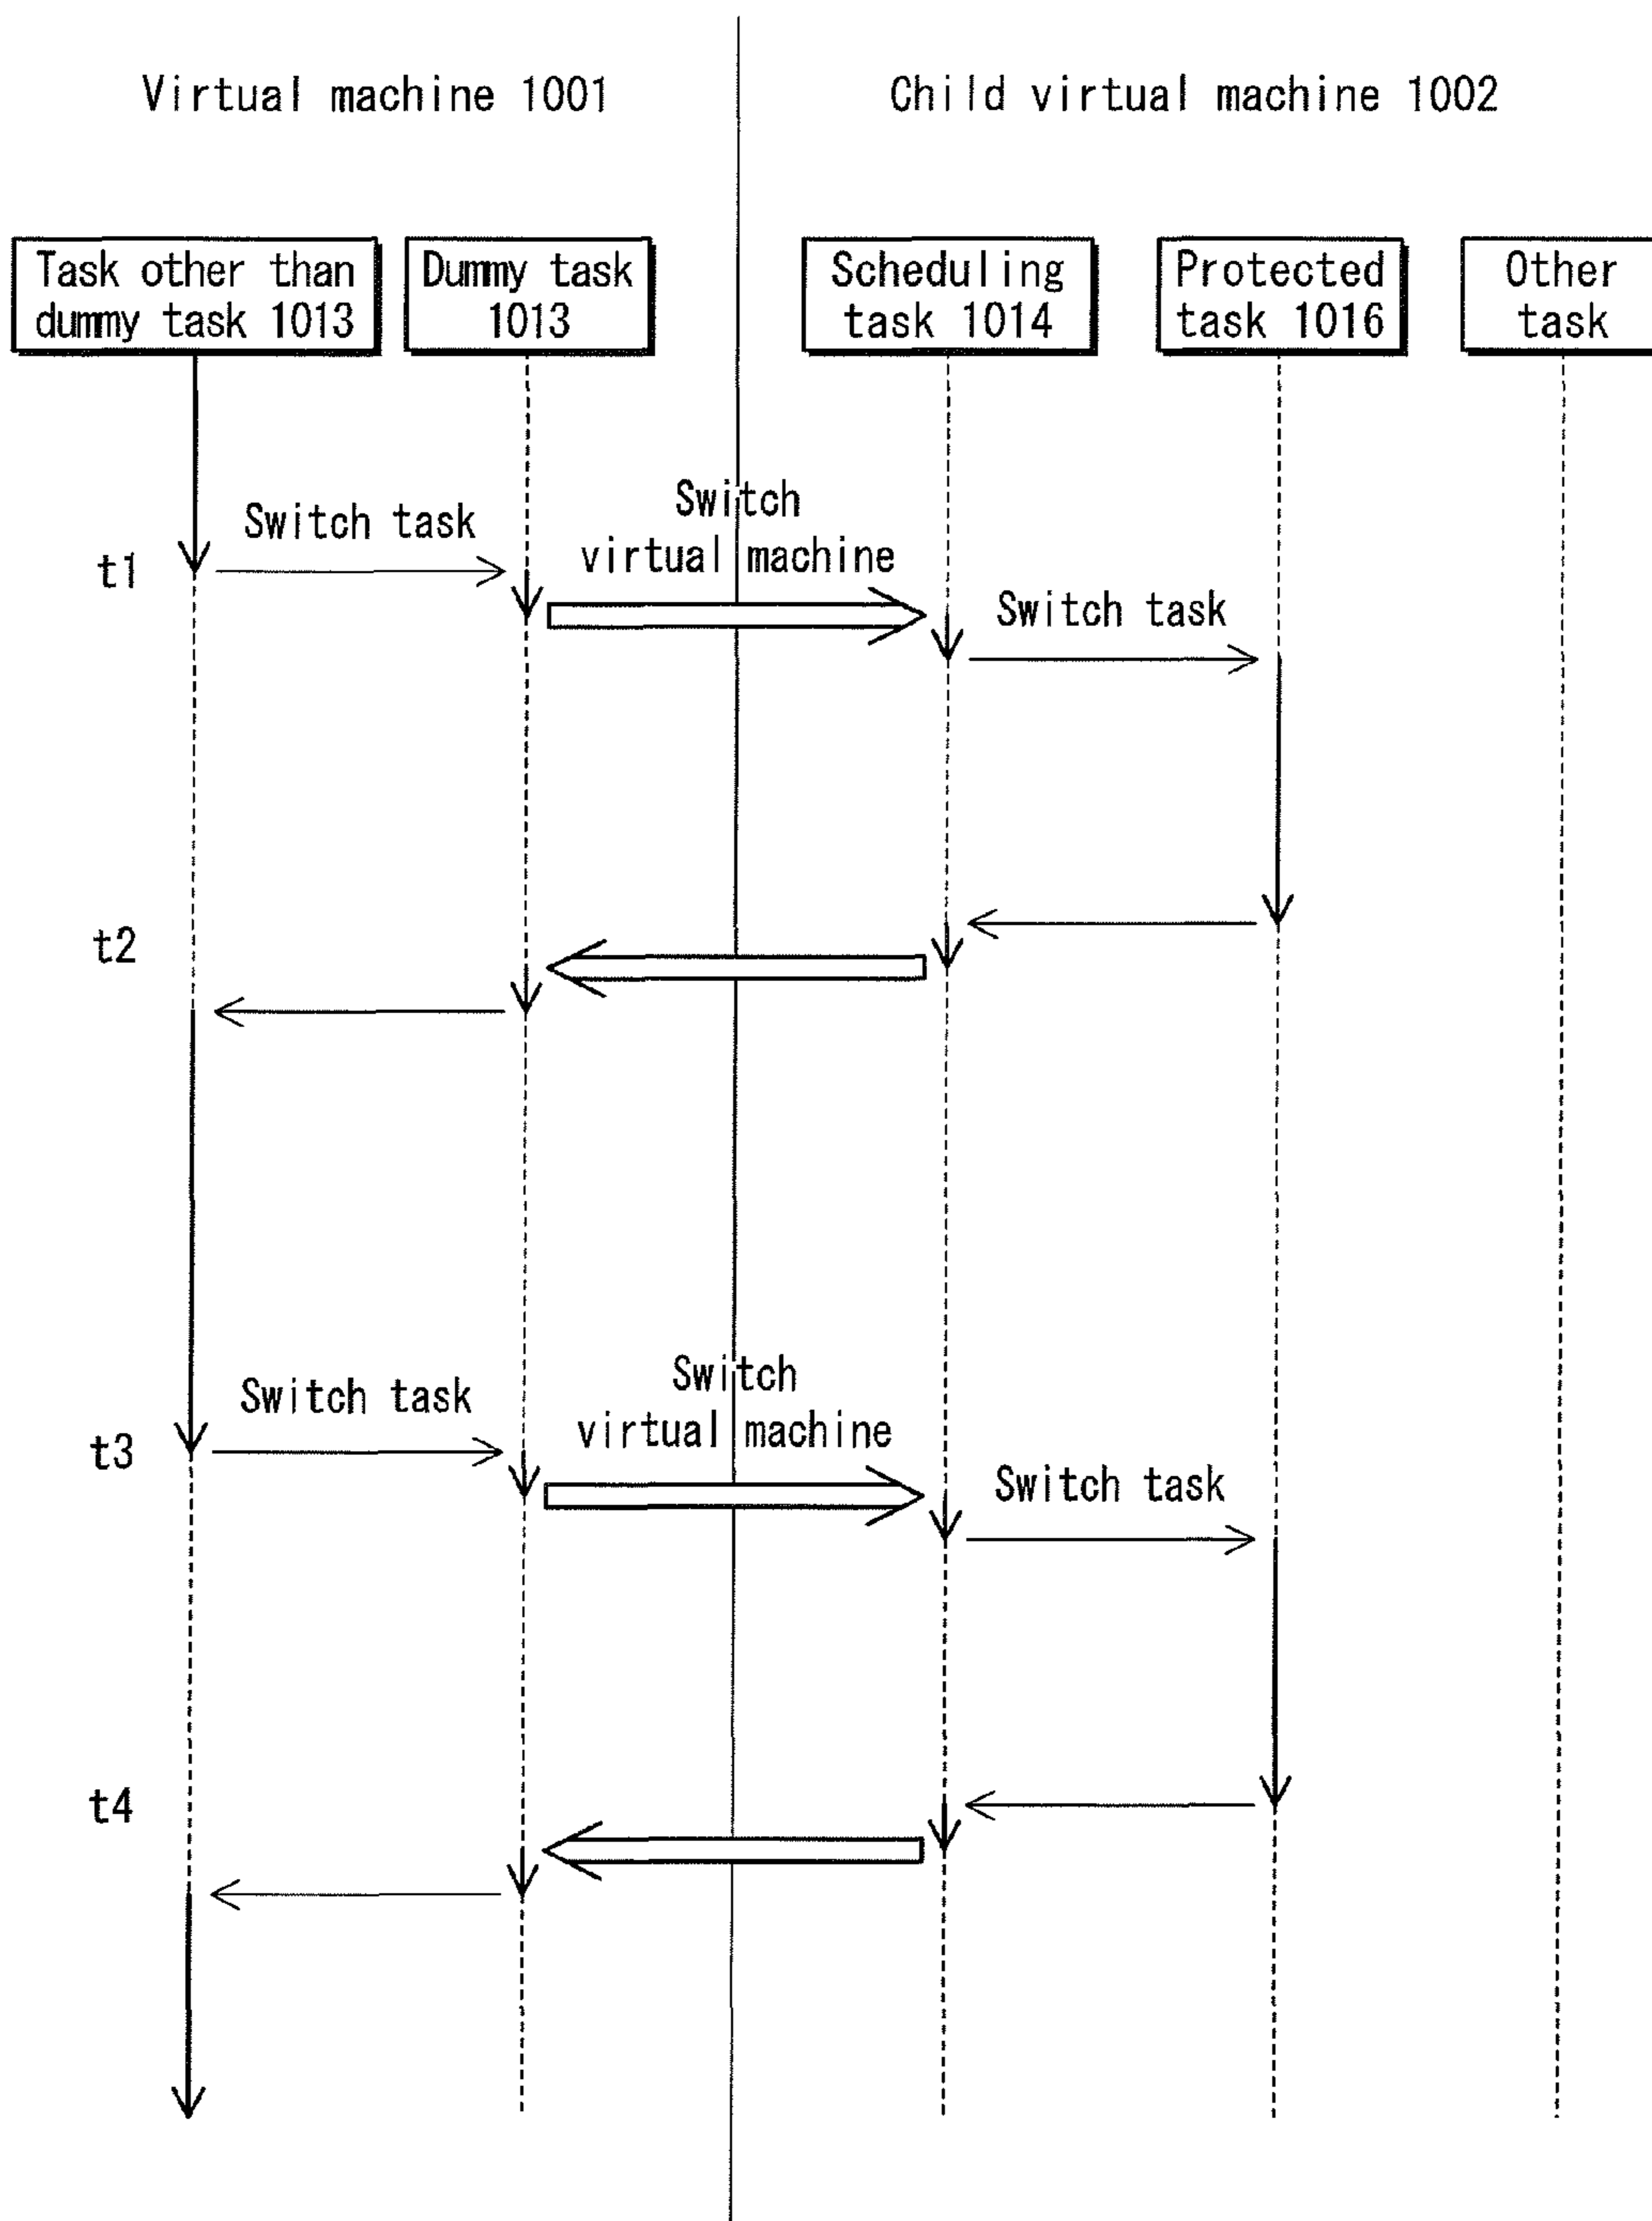 Virtual machine 1001
Child virtual machine 1002
Task other than
dummy task 1013
Dummy task
1013
Scheduling
task 1014
Protected
task 1016
Other
task
Switch task
Switch
virtual machine
t1
Switch task
t2
Switch task
Switch
virtual machine
t3
Switch task
t4